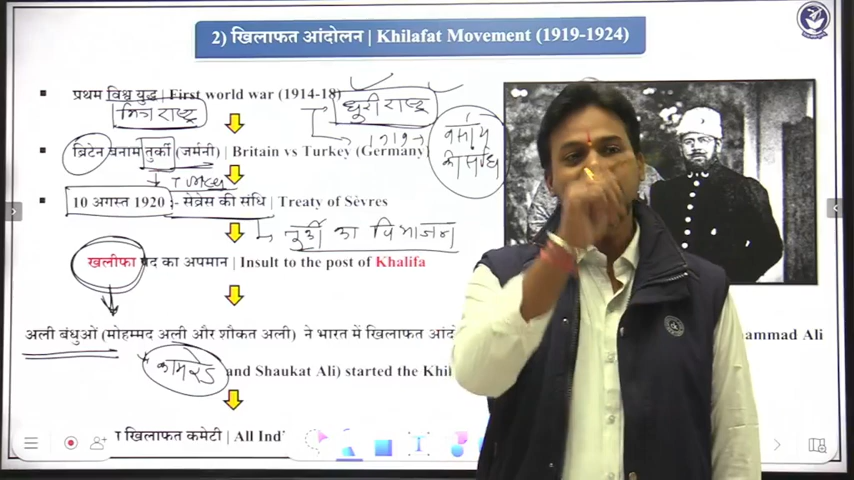 2) खिलाफत आंदोलन | Khilafat Movement (1919-1924)
प्रथम विश्व युद्ध | First world war (1914-18)
मित्र राष्ट्र
धुरी राष्ट्र
1919
वर्साय
की संधि
ब्रिटेन बनाम तुर्की (जर्मनी) | Britain vs Turkey (Germany)
10 अगस्त 1920 :- सेव्रेस की संधि | Treaty of Sèvres
तुर्की का विभाजन
खलीफा पद का अपमान | Insult to the post of Khalifa
अली बंधुओं (मोहम्मद अली और शौकत अली) ने भारत में खिलाफत
ammad Ali
कामरेड
and Shaukat Ali) started the Khil
त खिलाफत कमेटी | All Ind